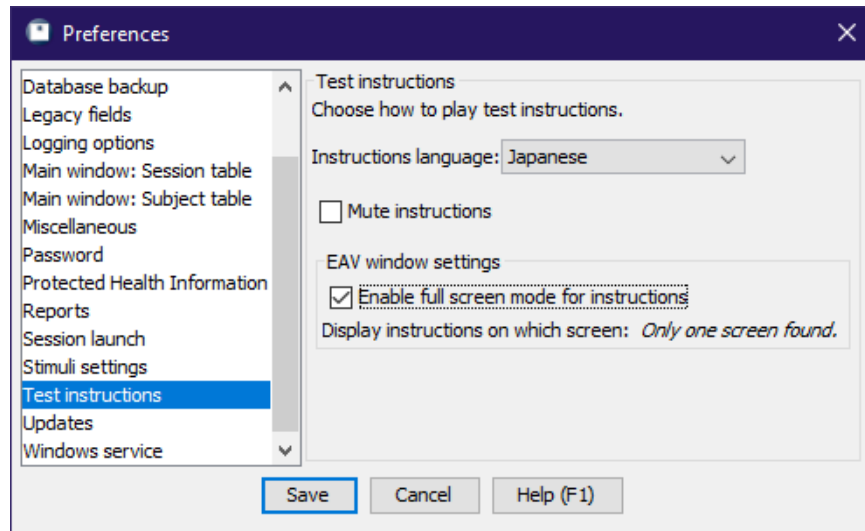 Preferences
Database backup
Legacy fields
Logging options
Main window: Session table
Main window: Subject table
Miscellaneous
Password
Protected Health Information
Reports
Session launch
Stimuli settings
Test instructions
Updates
Windows service
Test instructions
Choose how to play test instructions.
Instructions language: Japanese
Mute instructions
EAV window settings
Enable full screen mode for instructions
Display instructions on which screen: Only one screen found.
Save Cancel Help (F1)